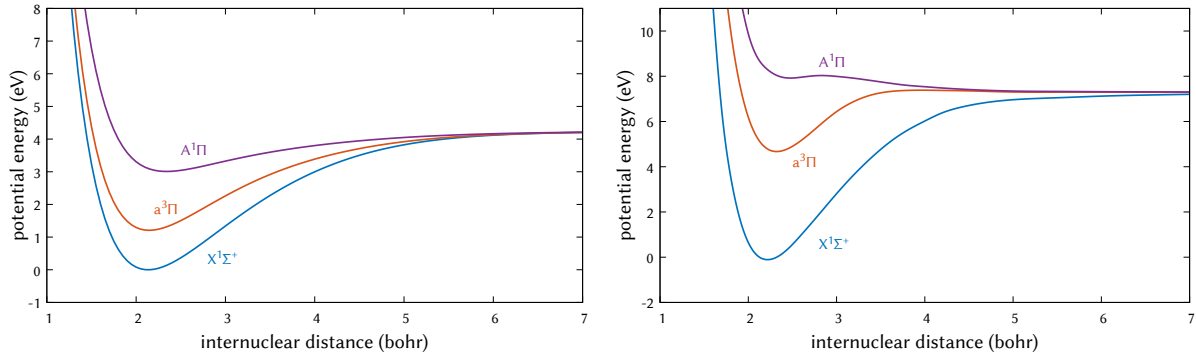 8
7
6
5
4
3
2
1
0
-1
potential energy (eV)
A¹Π
a³Π
X¹Σ⁺
1 2 3 4 5 6 7
internuclear distance (bohr)
10
8
6
4
2
0
-2
potential energy (eV)
A¹Π
a³Π
X¹Σ⁺
1 2 3 4 5 6 7
internuclear distance (bohr)